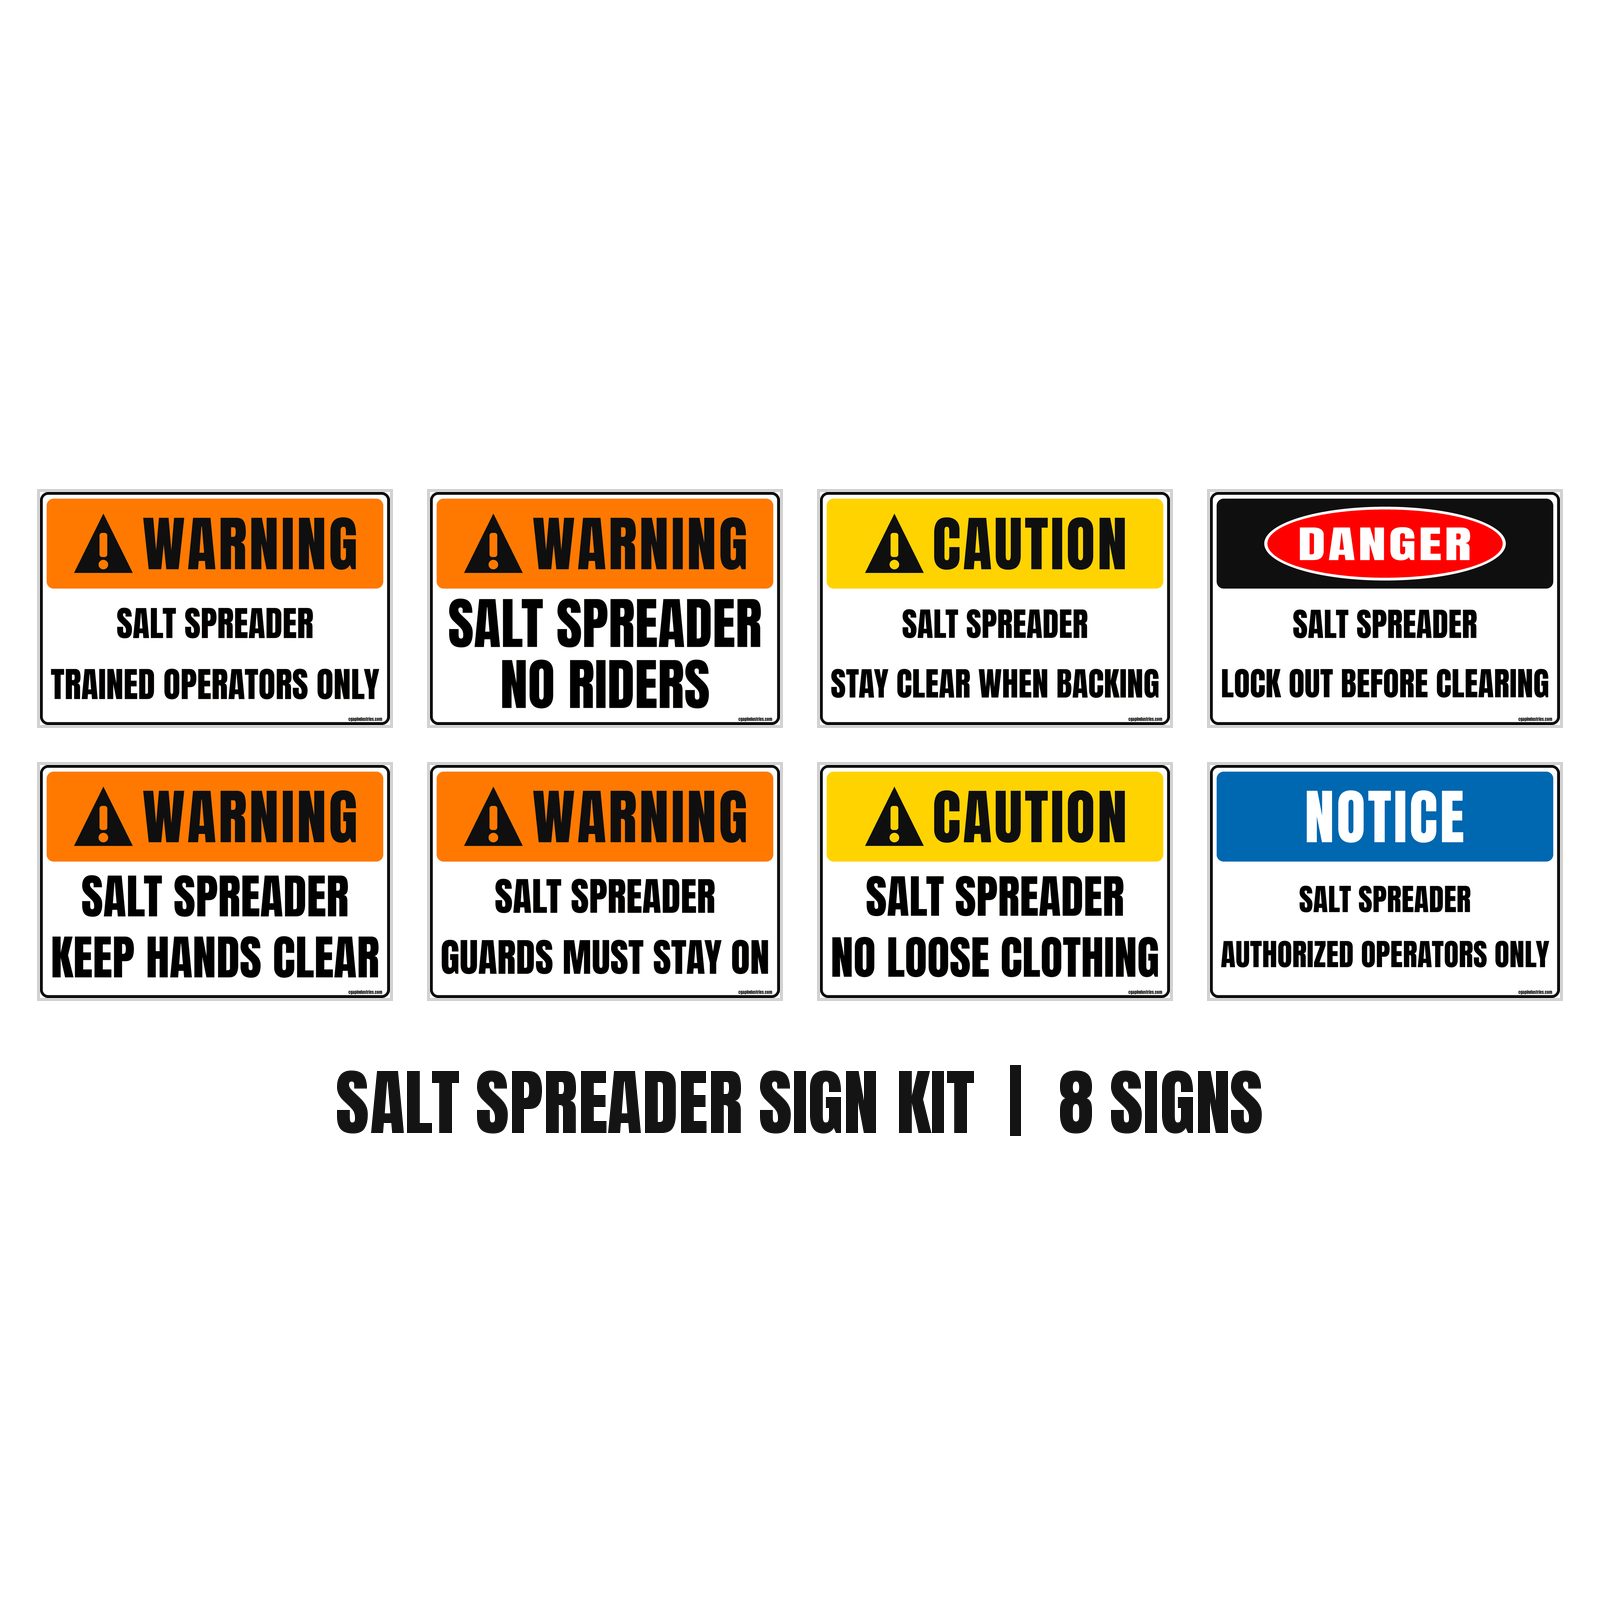 WARNING
SALT SPREADER
TRAINED OPERATORS ONLY
WARNING
SALT SPREADER
NO RIDERS
CAUTION
SALT SPREADER
STAY CLEAR WHEN BACKING
DANGER
SALT SPREADER
LOCK OUT BEFORE CLEARING
WARNING
SALT SPREADER
KEEP HANDS CLEAR
WARNING
SALT SPREADER
GUARDS MUST STAY ON
CAUTION
SALT SPREADER
NO LOOSE CLOTHING
NOTICE
SALT SPREADER
AUTHORIZED OPERATORS ONLY
SALT SPREADER SIGN KIT | 8 SIGNS